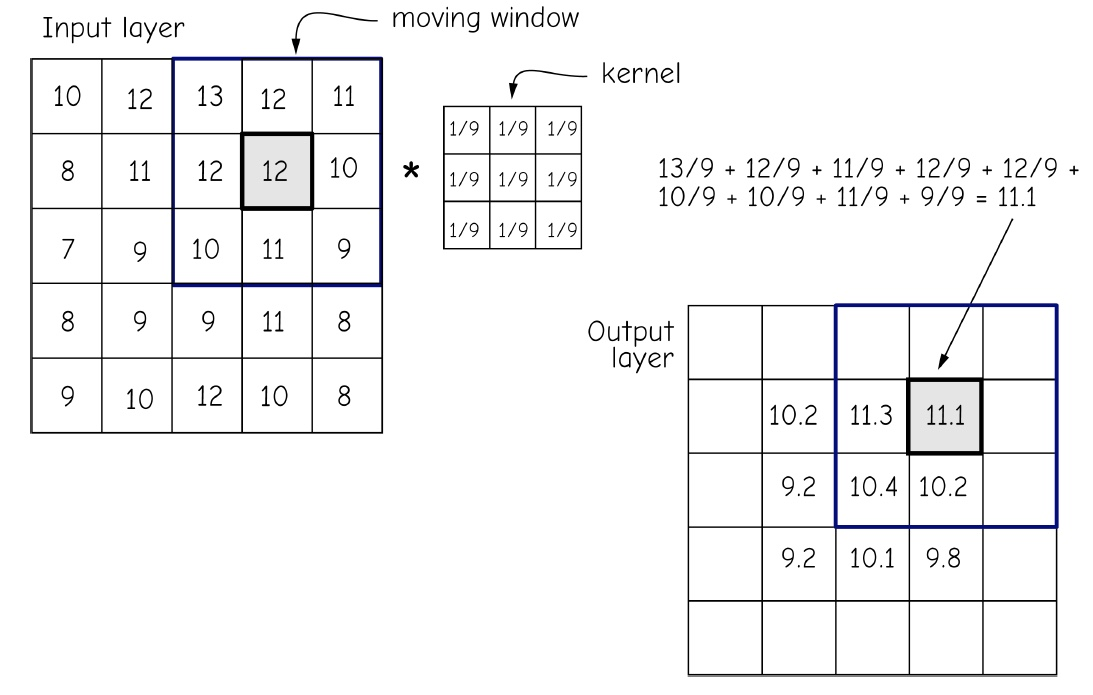 Input layer
moving window
kernel
10 12 13 12 11
8 11 12 12 10
7 9 10 11 9
8 9 9 11 8
9 10 12 10 8
*
1/9 1/9 1/9
1/9 1/9 1/9
1/9 1/9 1/9
13/9 + 12/9 + 11/9 + 12/9 + 12/9 +
10/9 + 10/9 + 11/9 + 9/9 = 11.1
Output
layer
10.2 11.3 11.1
9.2 10.4 10.2
9.2 10.1 9.8